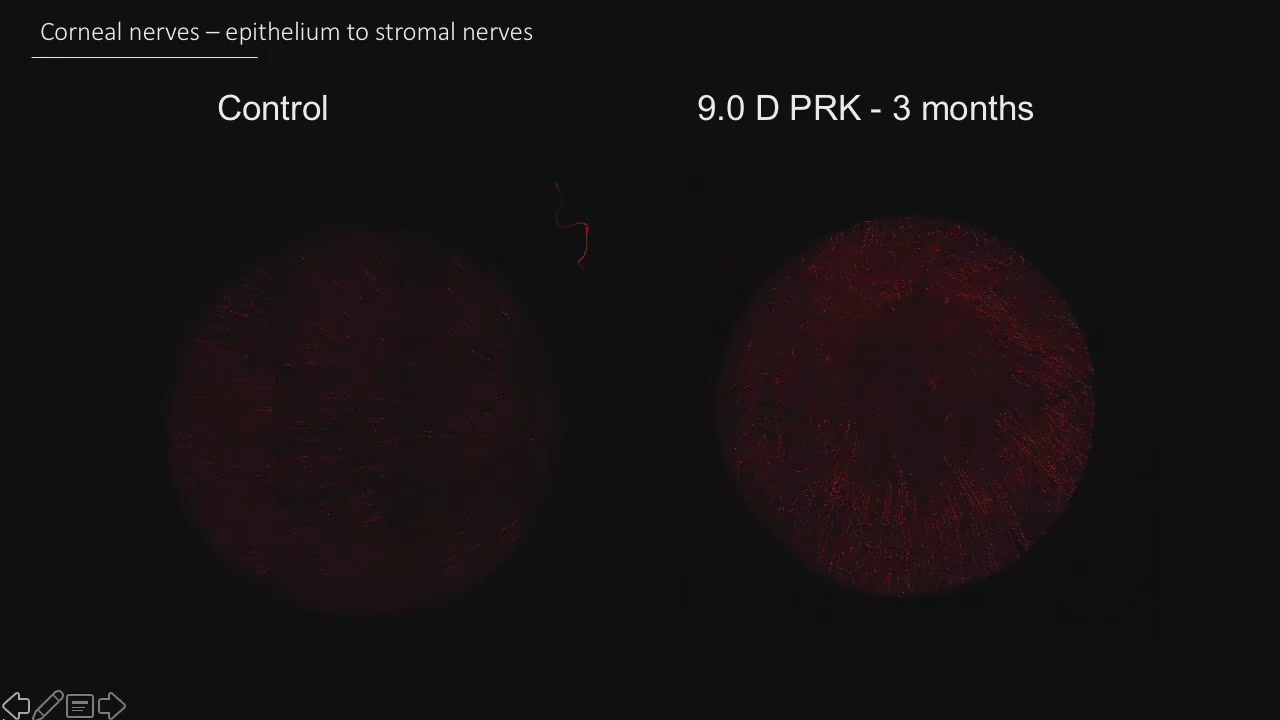 Corneal nerves – epithelium to stromal nerves
Control
9.0 D PRK - 3 months